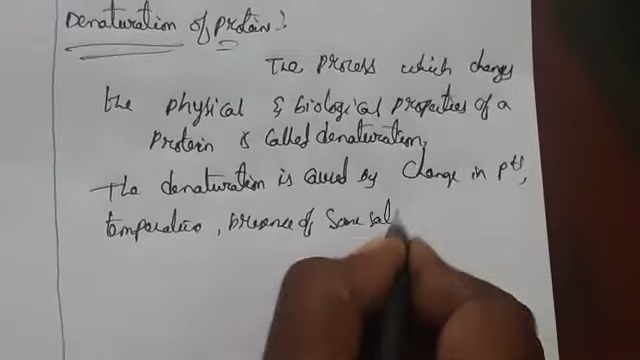 Denaturation of protein :
The process which changes
the physical & biological properties of a
protein is called denaturation,
The denaturation is caused by change in pH,
temperature, presence of some sal